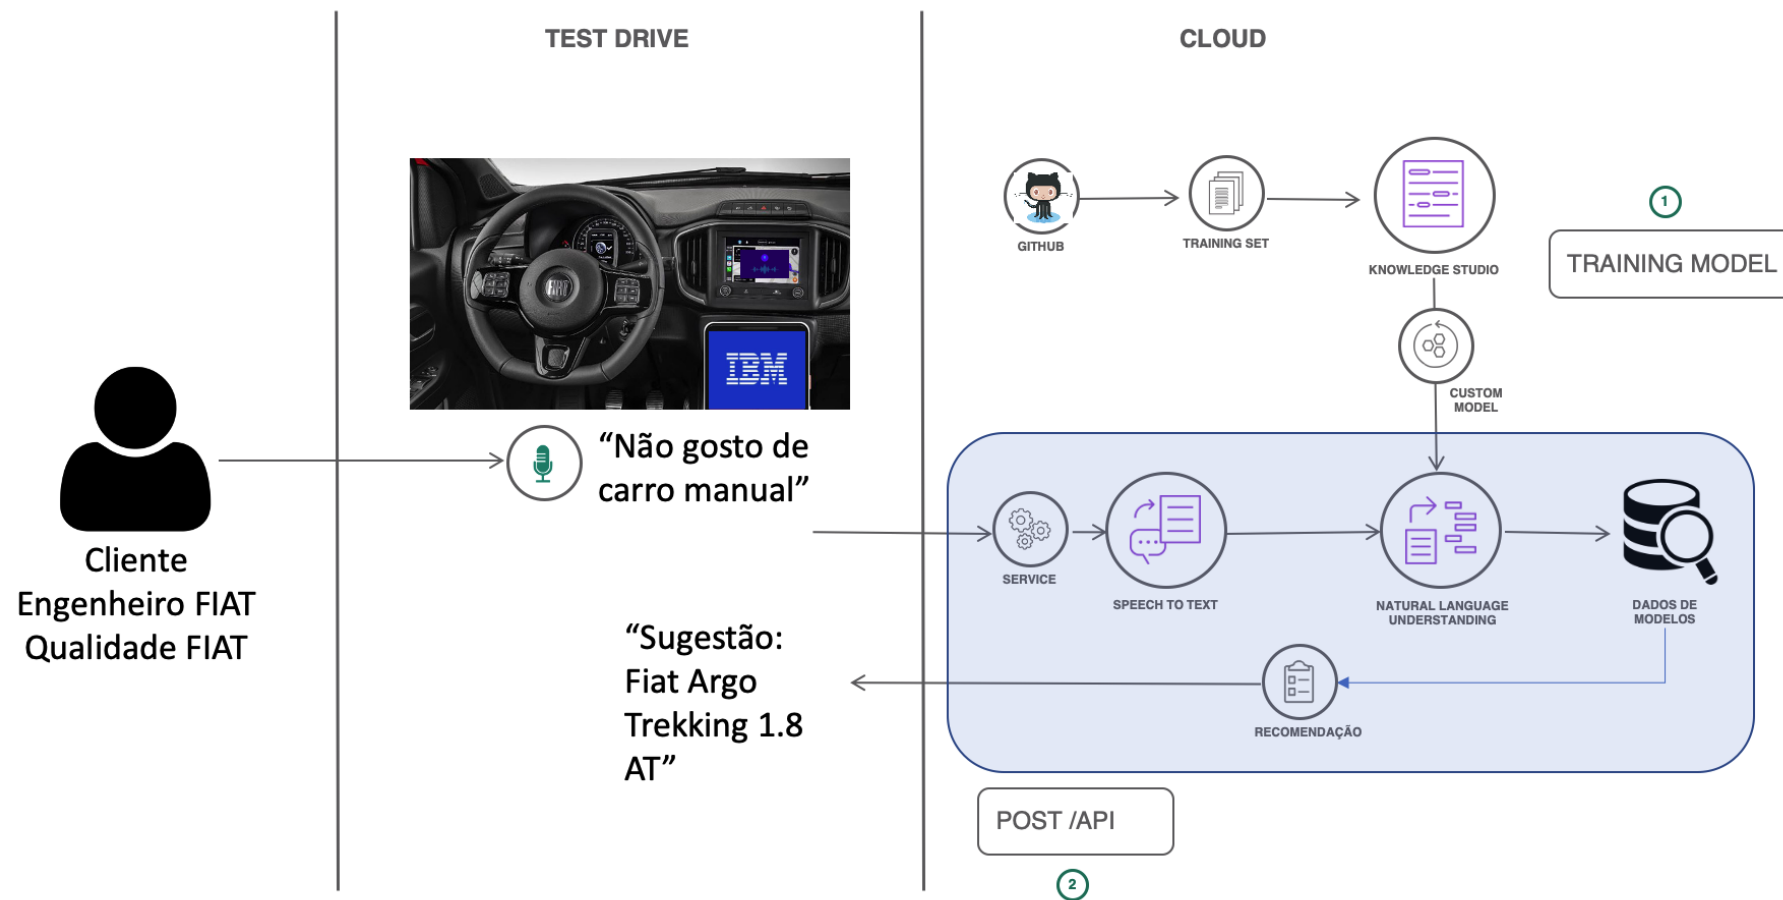 TEST DRIVE
CLOUD
GITHUB
TRAINING SET
KNOWLEDGE STUDIO
1
TRAINING MODEL
CUSTOM
MODEL
FIAT
IBM
“Não gosto de
carro manual”
Cliente
Engenheiro FIAT
Qualidade FIAT
SERVICE
SPEECH TO TEXT
NATURAL LANGUAGE
UNDERSTANDING
DADOS DE
MODELOS
“Sugestão:
Fiat Argo
Trekking 1.8
AT”
RECOMENDAÇÃO
POST /API
2